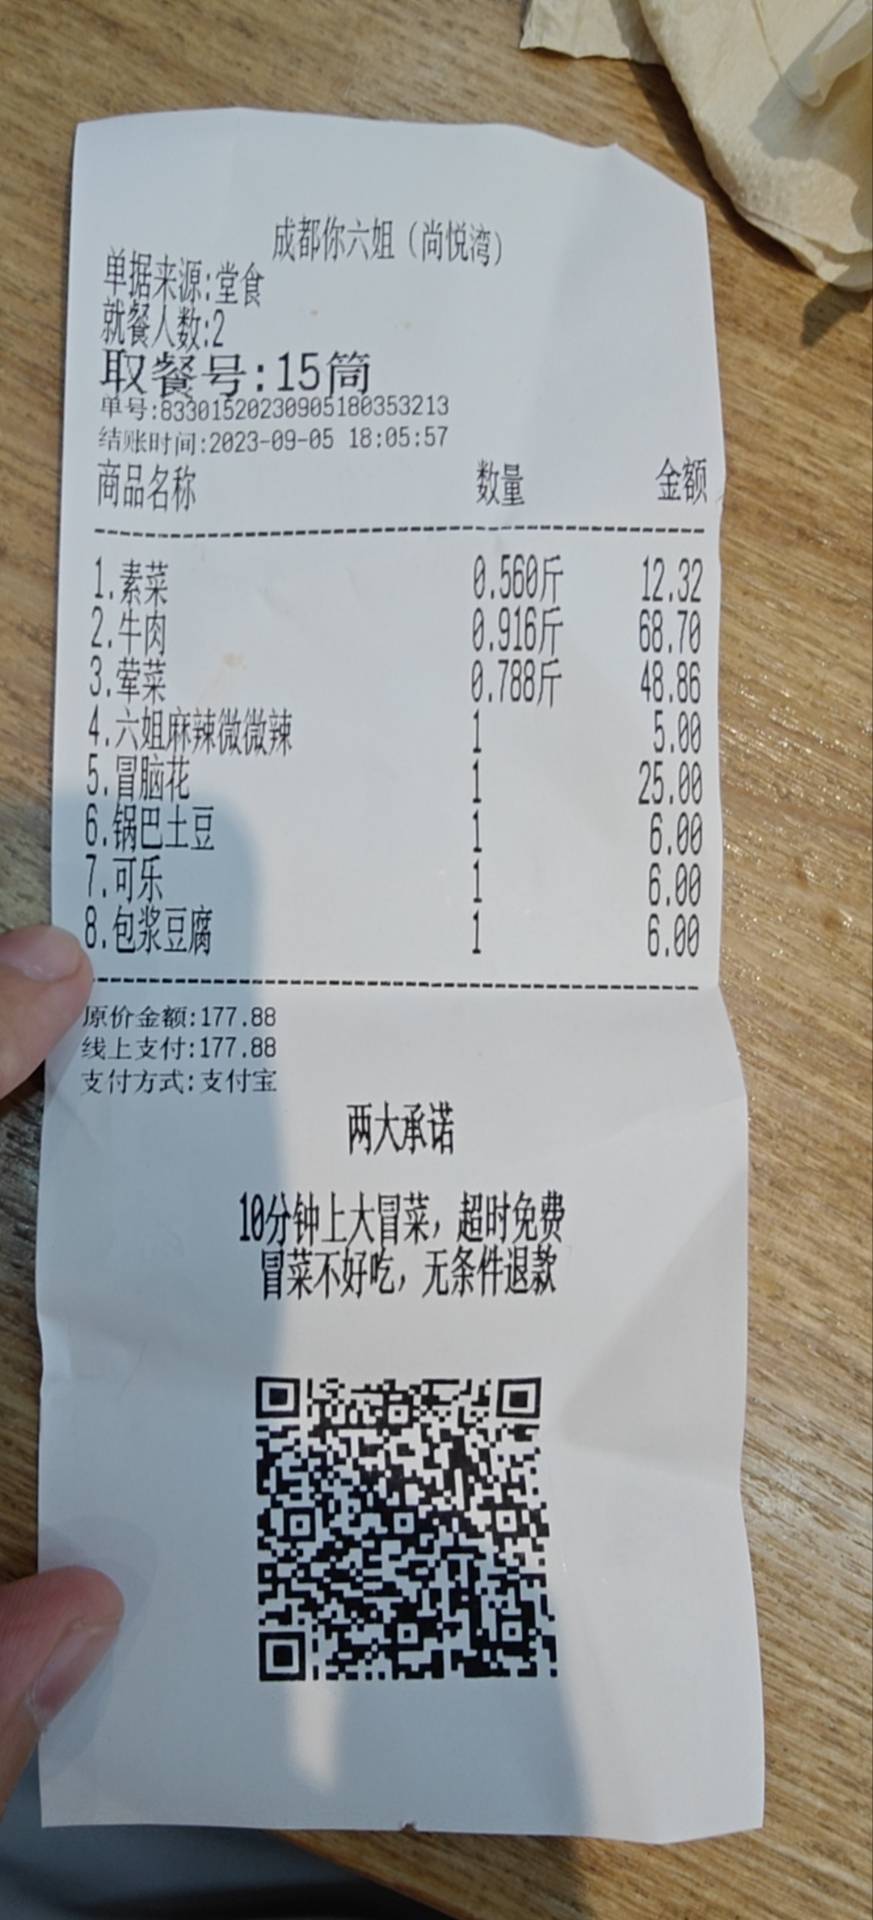 成都你六姐（尚悦湾）
单据来源:堂食
就餐人数:2
取餐号:15筒
单号:8330152023090518035​3213
结账时间:2023-09-05 18:05:57
商品名称 数量 金额
1.素菜 0.560斤 12.32
2.牛肉 0.916斤 68.70
3.荤菜 0.788斤 48.86
4.六姐麻辣微微辣 1 5.00
5.冒脑花 1 25.00
6.锅巴土豆 1 6.00
7.可乐 1 6.00
8.包浆豆腐 1 6.00
原价金额:177.88
线上支付:177.88
支付方式:支付宝
两大承诺
10分钟上大冒菜，超时免费
冒菜不好吃，无条件退款